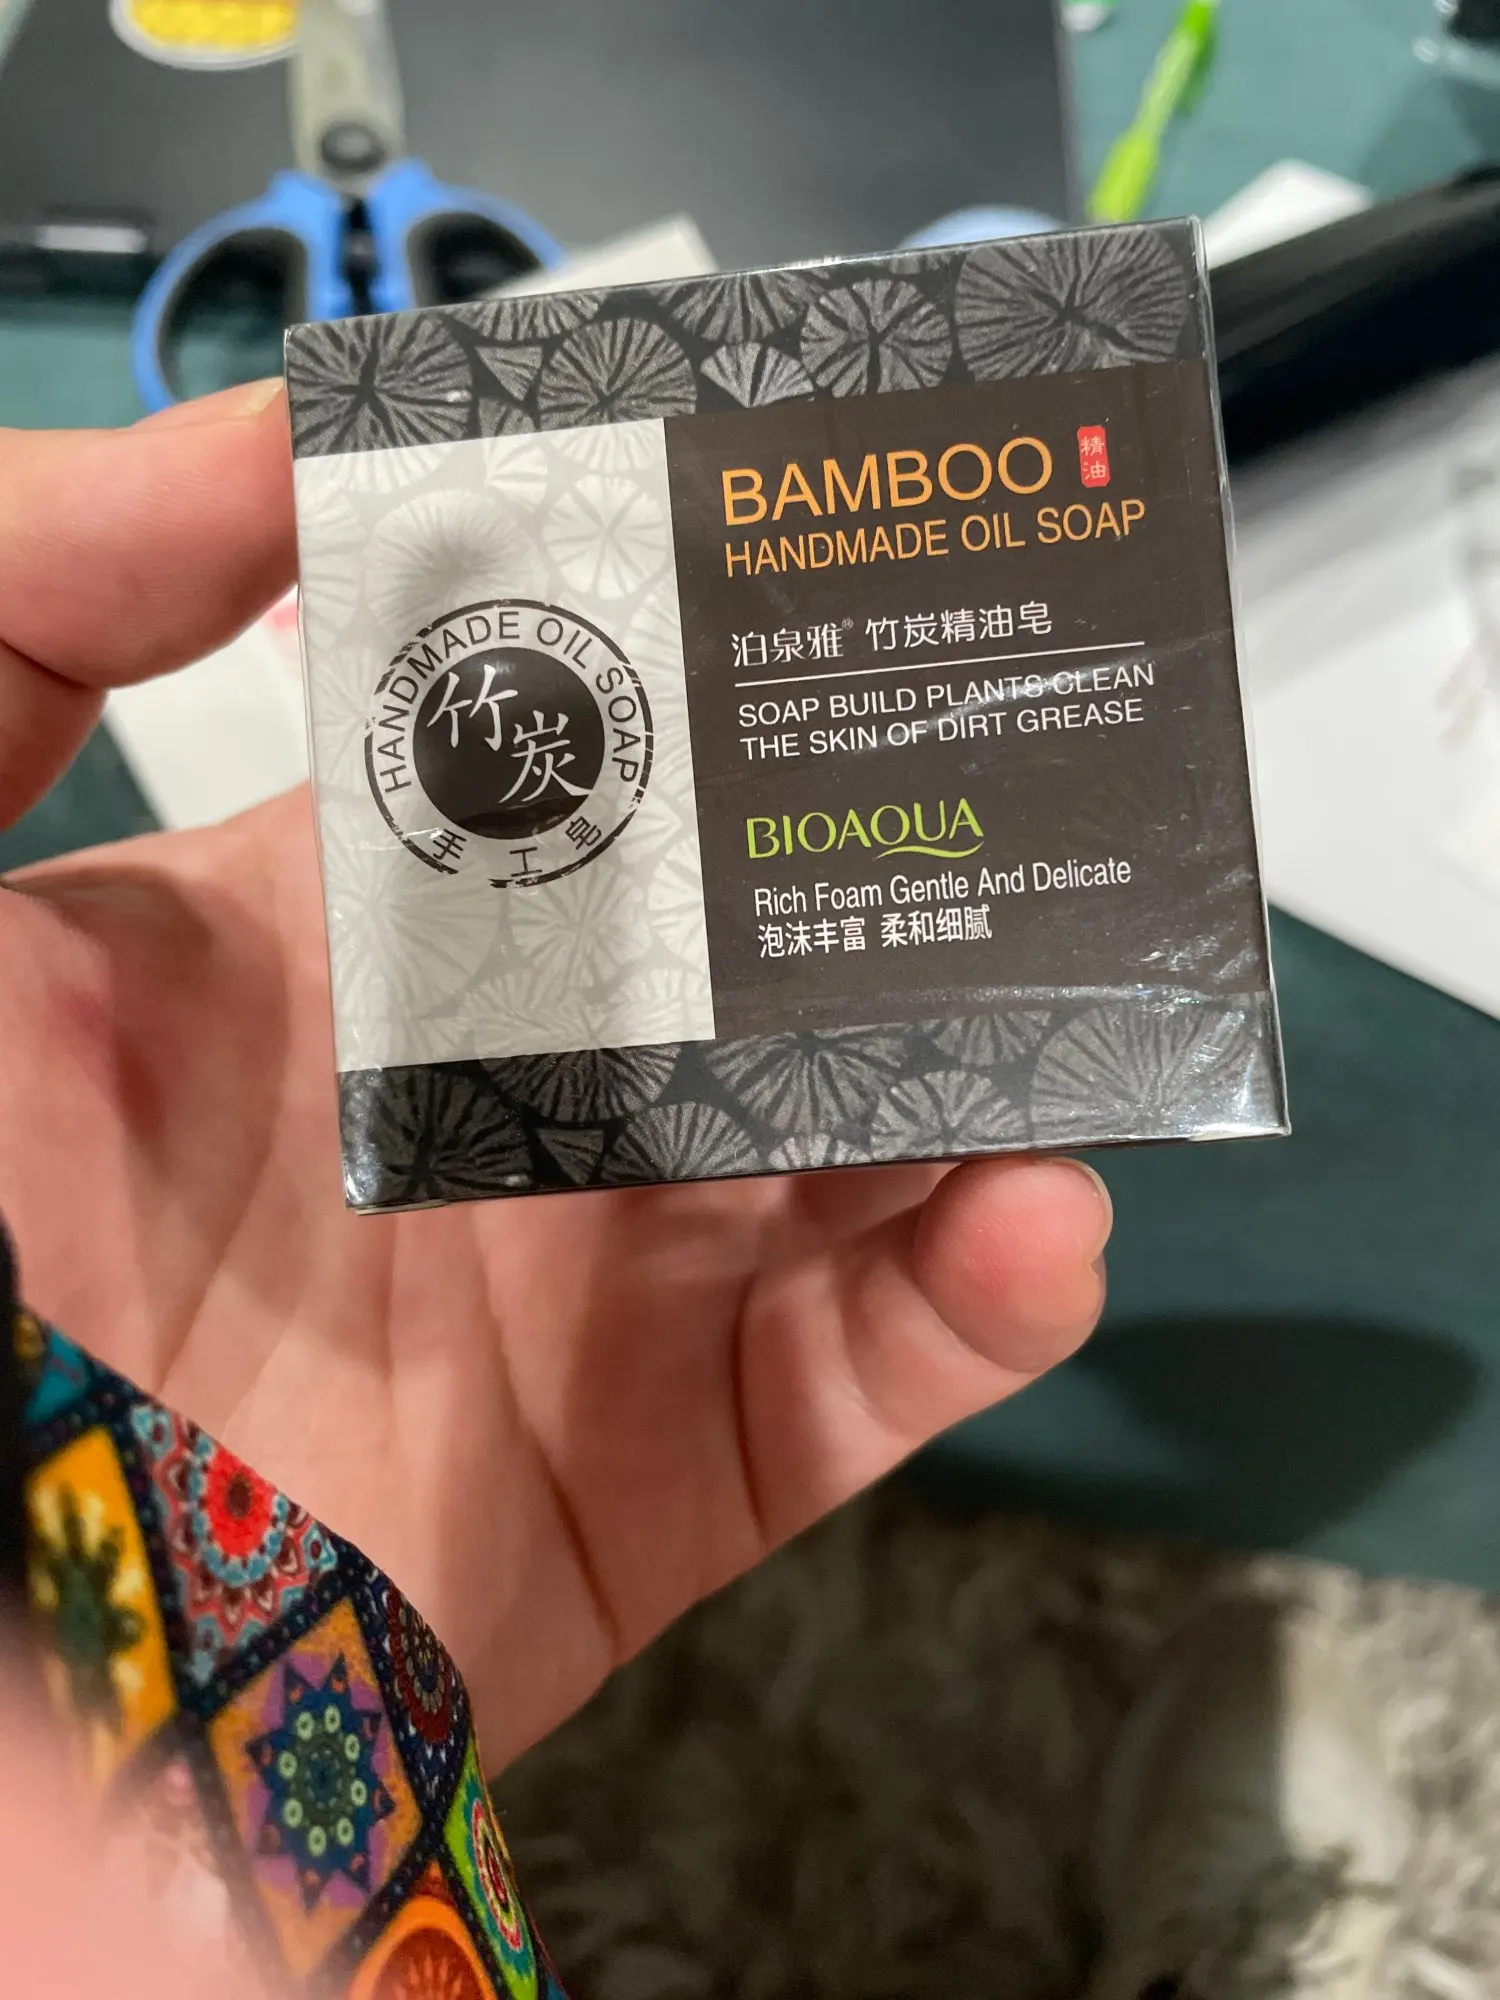 BAMBOO
精油
HANDMADE OIL SOAP
泊泉雅® 竹炭精油皂
SOAP BUILD PLANTS CLEAN
THE SKIN OF DIRT GREASE
BIOAQUA
Rich Foam Gentle And Delicate
泡沫丰富 柔和细腻
HANDMADE OIL SOAP
竹炭
手工皂